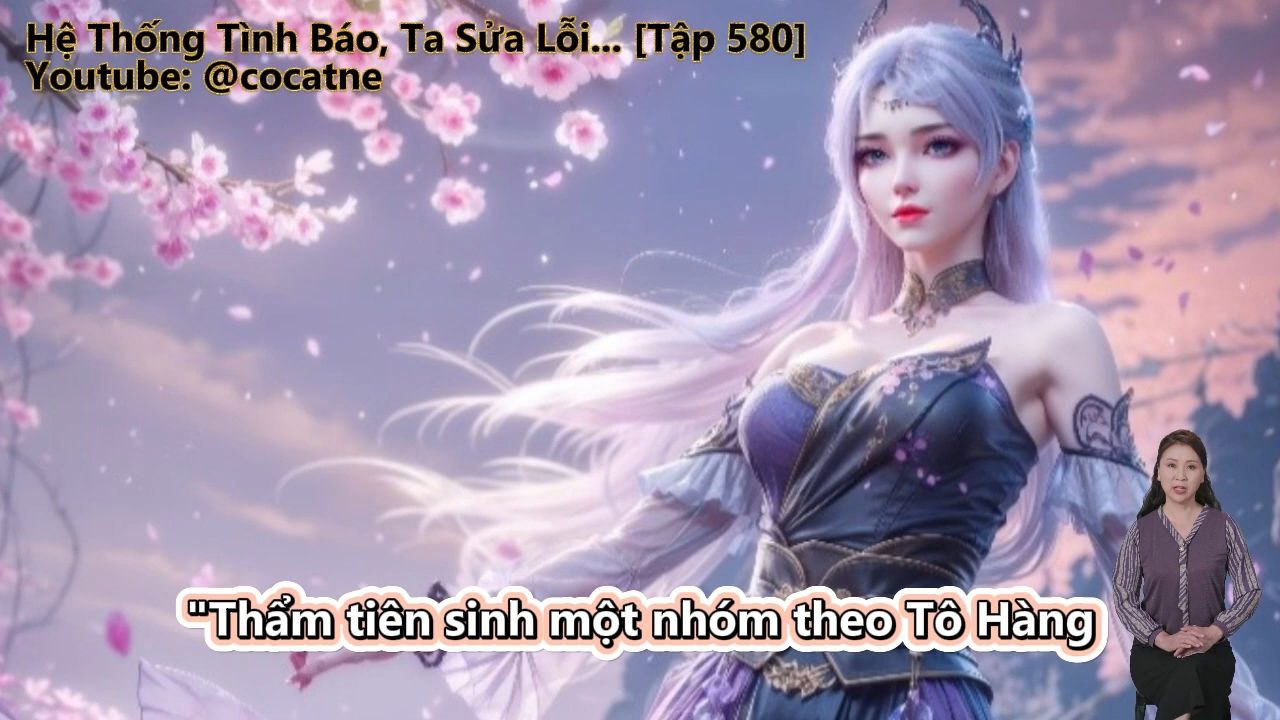 Hệ Thống Tình Báo, Ta Sửa Lỗi... [Tập 580]
Youtube: @cocatne
"Thẩm tiên sinh một nhóm theo Tô Hàng